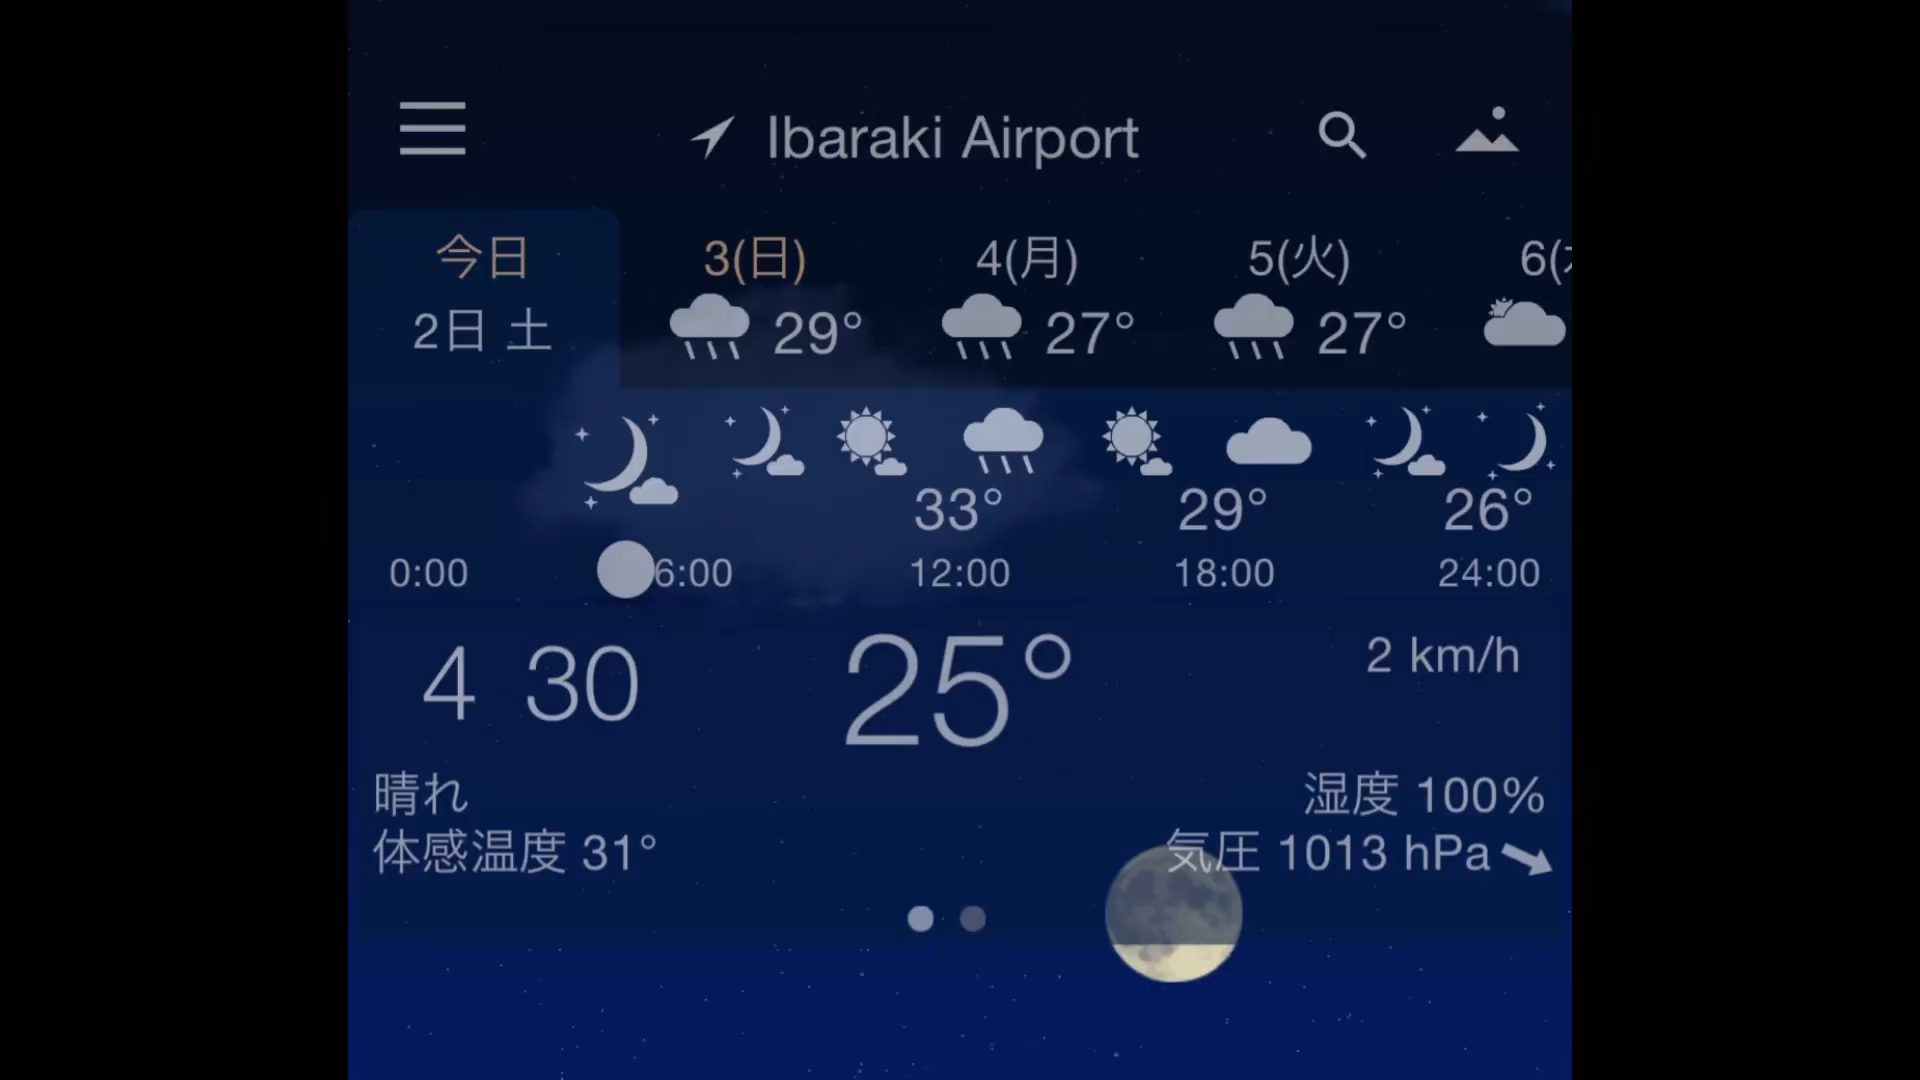 Ibaraki Airport
今日 3(日) 4(月) 5(火) 6(
2日 土 29° 27° 27°
33° 29° 26°
0:00 6:00 12:00 18:00 24:00
4 30 25° 2 km/h
晴れ 湿度 100%
体感温度 31° 気圧 1013 hPa